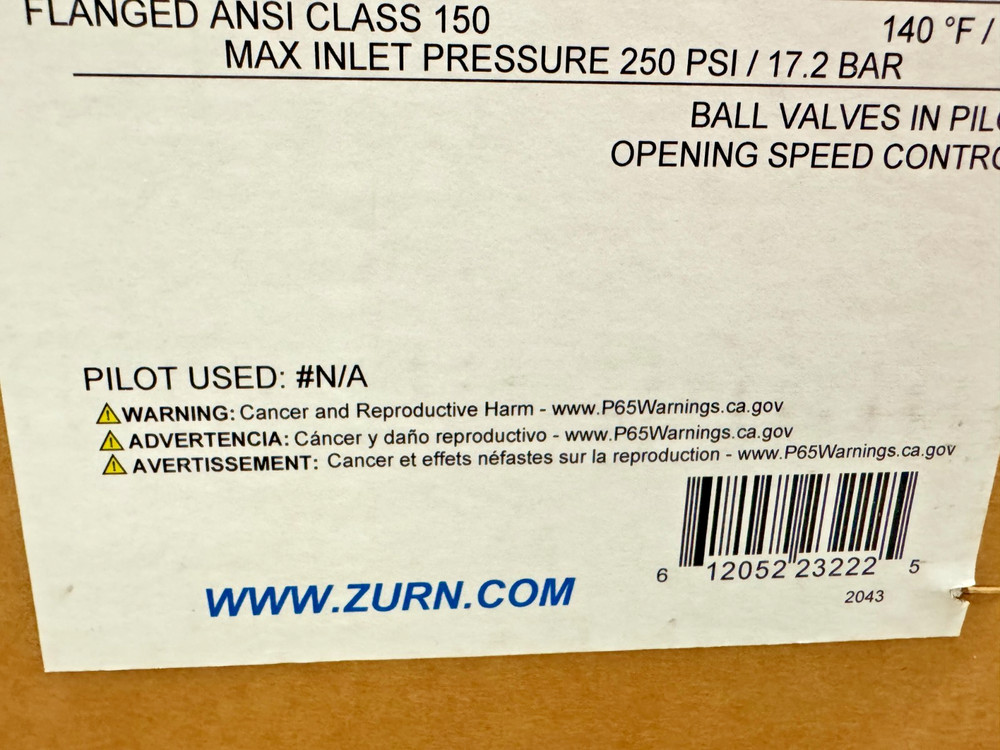 FLANGED ANSI CLASS 150
140 °F /
MAX INLET PRESSURE 250 PSI / 17.2 BAR
BALL VALVES IN
OPENING SPEED
PILOT USED: #N/A
WARNING: Cancer and Reproductive Harm - www.P65Warnings.ca.gov
ADVERTENCIA: Cáncer y daño reproductivo - www.P65Warnings.ca.gov
AVERTISSEMENT: Cancer et effets néfastes sur la reproduction - www.P65Warnings.ca.gov
6 12052 23222 5
2043
WWW.ZURN.COM